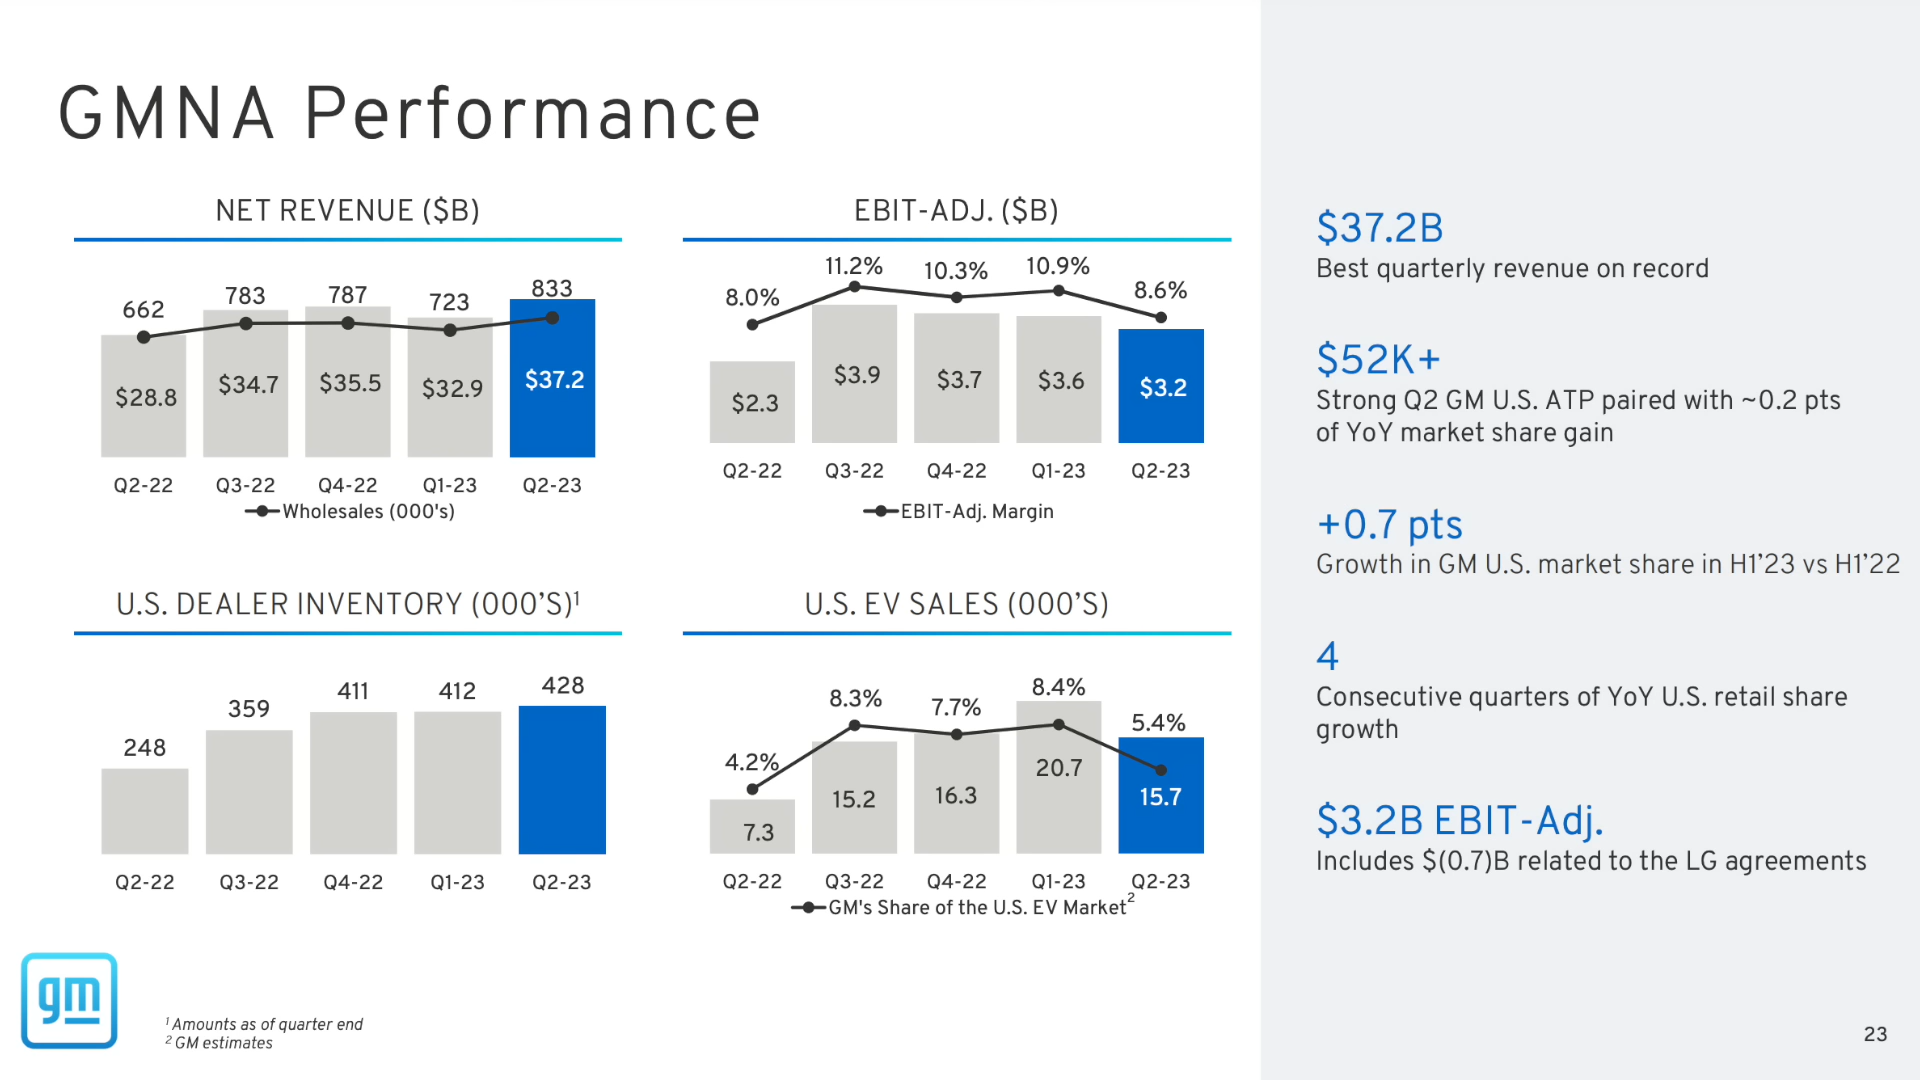 GMNA Performance
NET REVENUE ($B)
662 783 787 723 833
$28.8 $34.7 $35.5 $32.9 $37.2
Q2-22 Q3-22 Q4-22 Q1-23 Q2-23
Wholesales (000's)
EBIT-ADJ. ($B)
8.0% 11.2% 10.3% 10.9% 8.6%
$2.3 $3.9 $3.7 $3.6 $3.2
Q2-22 Q3-22 Q4-22 Q1-23 Q2-23
EBIT-Adj. Margin
U.S. DEALER INVENTORY (000’S)¹
248 359 411 412 428
Q2-22 Q3-22 Q4-22 Q1-23 Q2-23
U.S. EV SALES (000’S)
4.2% 8.3% 7.7% 8.4% 5.4%
7.3 15.2 16.3 20.7 15.7
Q2-22 Q3-22 Q4-22 Q1-23 Q2-23
GM's Share of the U.S. EV Market²
$37.2B
Best quarterly revenue on record
$52K+
Strong Q2 GM U.S. ATP paired with ~0.2 pts
of YoY market share gain
+0.7 pts
Growth in GM U.S. market share in H1’23 vs H1’22
4
Consecutive quarters of YoY U.S. retail share
growth
$3.2B EBIT-Adj.
Includes $(0.7)B related to the LG agreements
gm
¹ Amounts as of quarter end
² GM estimates
23